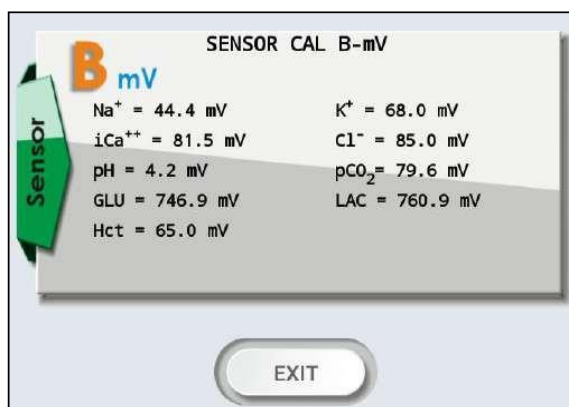 SENSOR CAL B-mV
B mV
Sensor
Na⁺ = 44.4 mV K⁺ = 68.0 mV
iCa⁺⁺ = 81.5 mV Cl⁻ = 85.0 mV
pH = 4.2 mV pCO₂= 79.6 mV
GLU = 746.9 mV LAC = 760.9 mV
Hct = 65.0 mV
EXIT